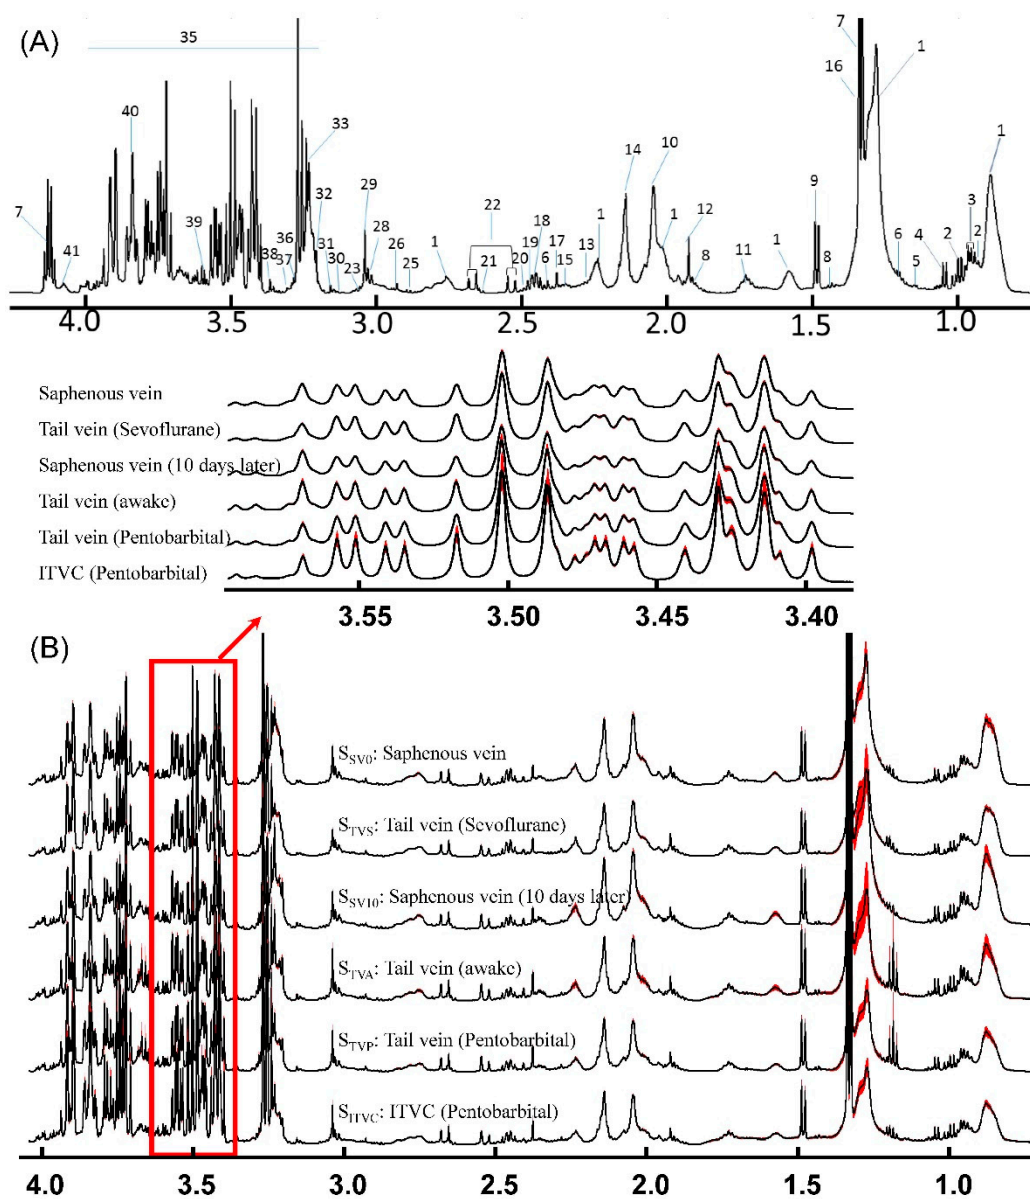 (A)
35
7
1
16
40
33
14
10
1
29
32
28
22
18
1
12
9
3
7
39
36
31
26
1
19
6
17
13
1
8
11
1
6
4
2
2
41
38
37
30
23
25
21
20
15
8
5
4.0 3.5 3.0 2.5 2.0 1.5 1.0
Saphenous vein
Tail vein (Sevoflurane)
Saphenous vein (10 days later)
Tail vein (awake)
Tail vein (Pentobarbital)
ITVC (Pentobarbital)
3.55 3.50 3.45 3.40
(B)
S_SV0: Saphenous vein
S_TVS: Tail vein (Sevoflurane)
S_SV10: Saphenous vein (10 days later)
S_TVA: Tail vein (awake)
S_TVP: Tail vein (Pentobarbital)
S_ITVC: ITVC (Pentobarbital)
4.0 3.5 3.0 2.5 2.0 1.5 1.0